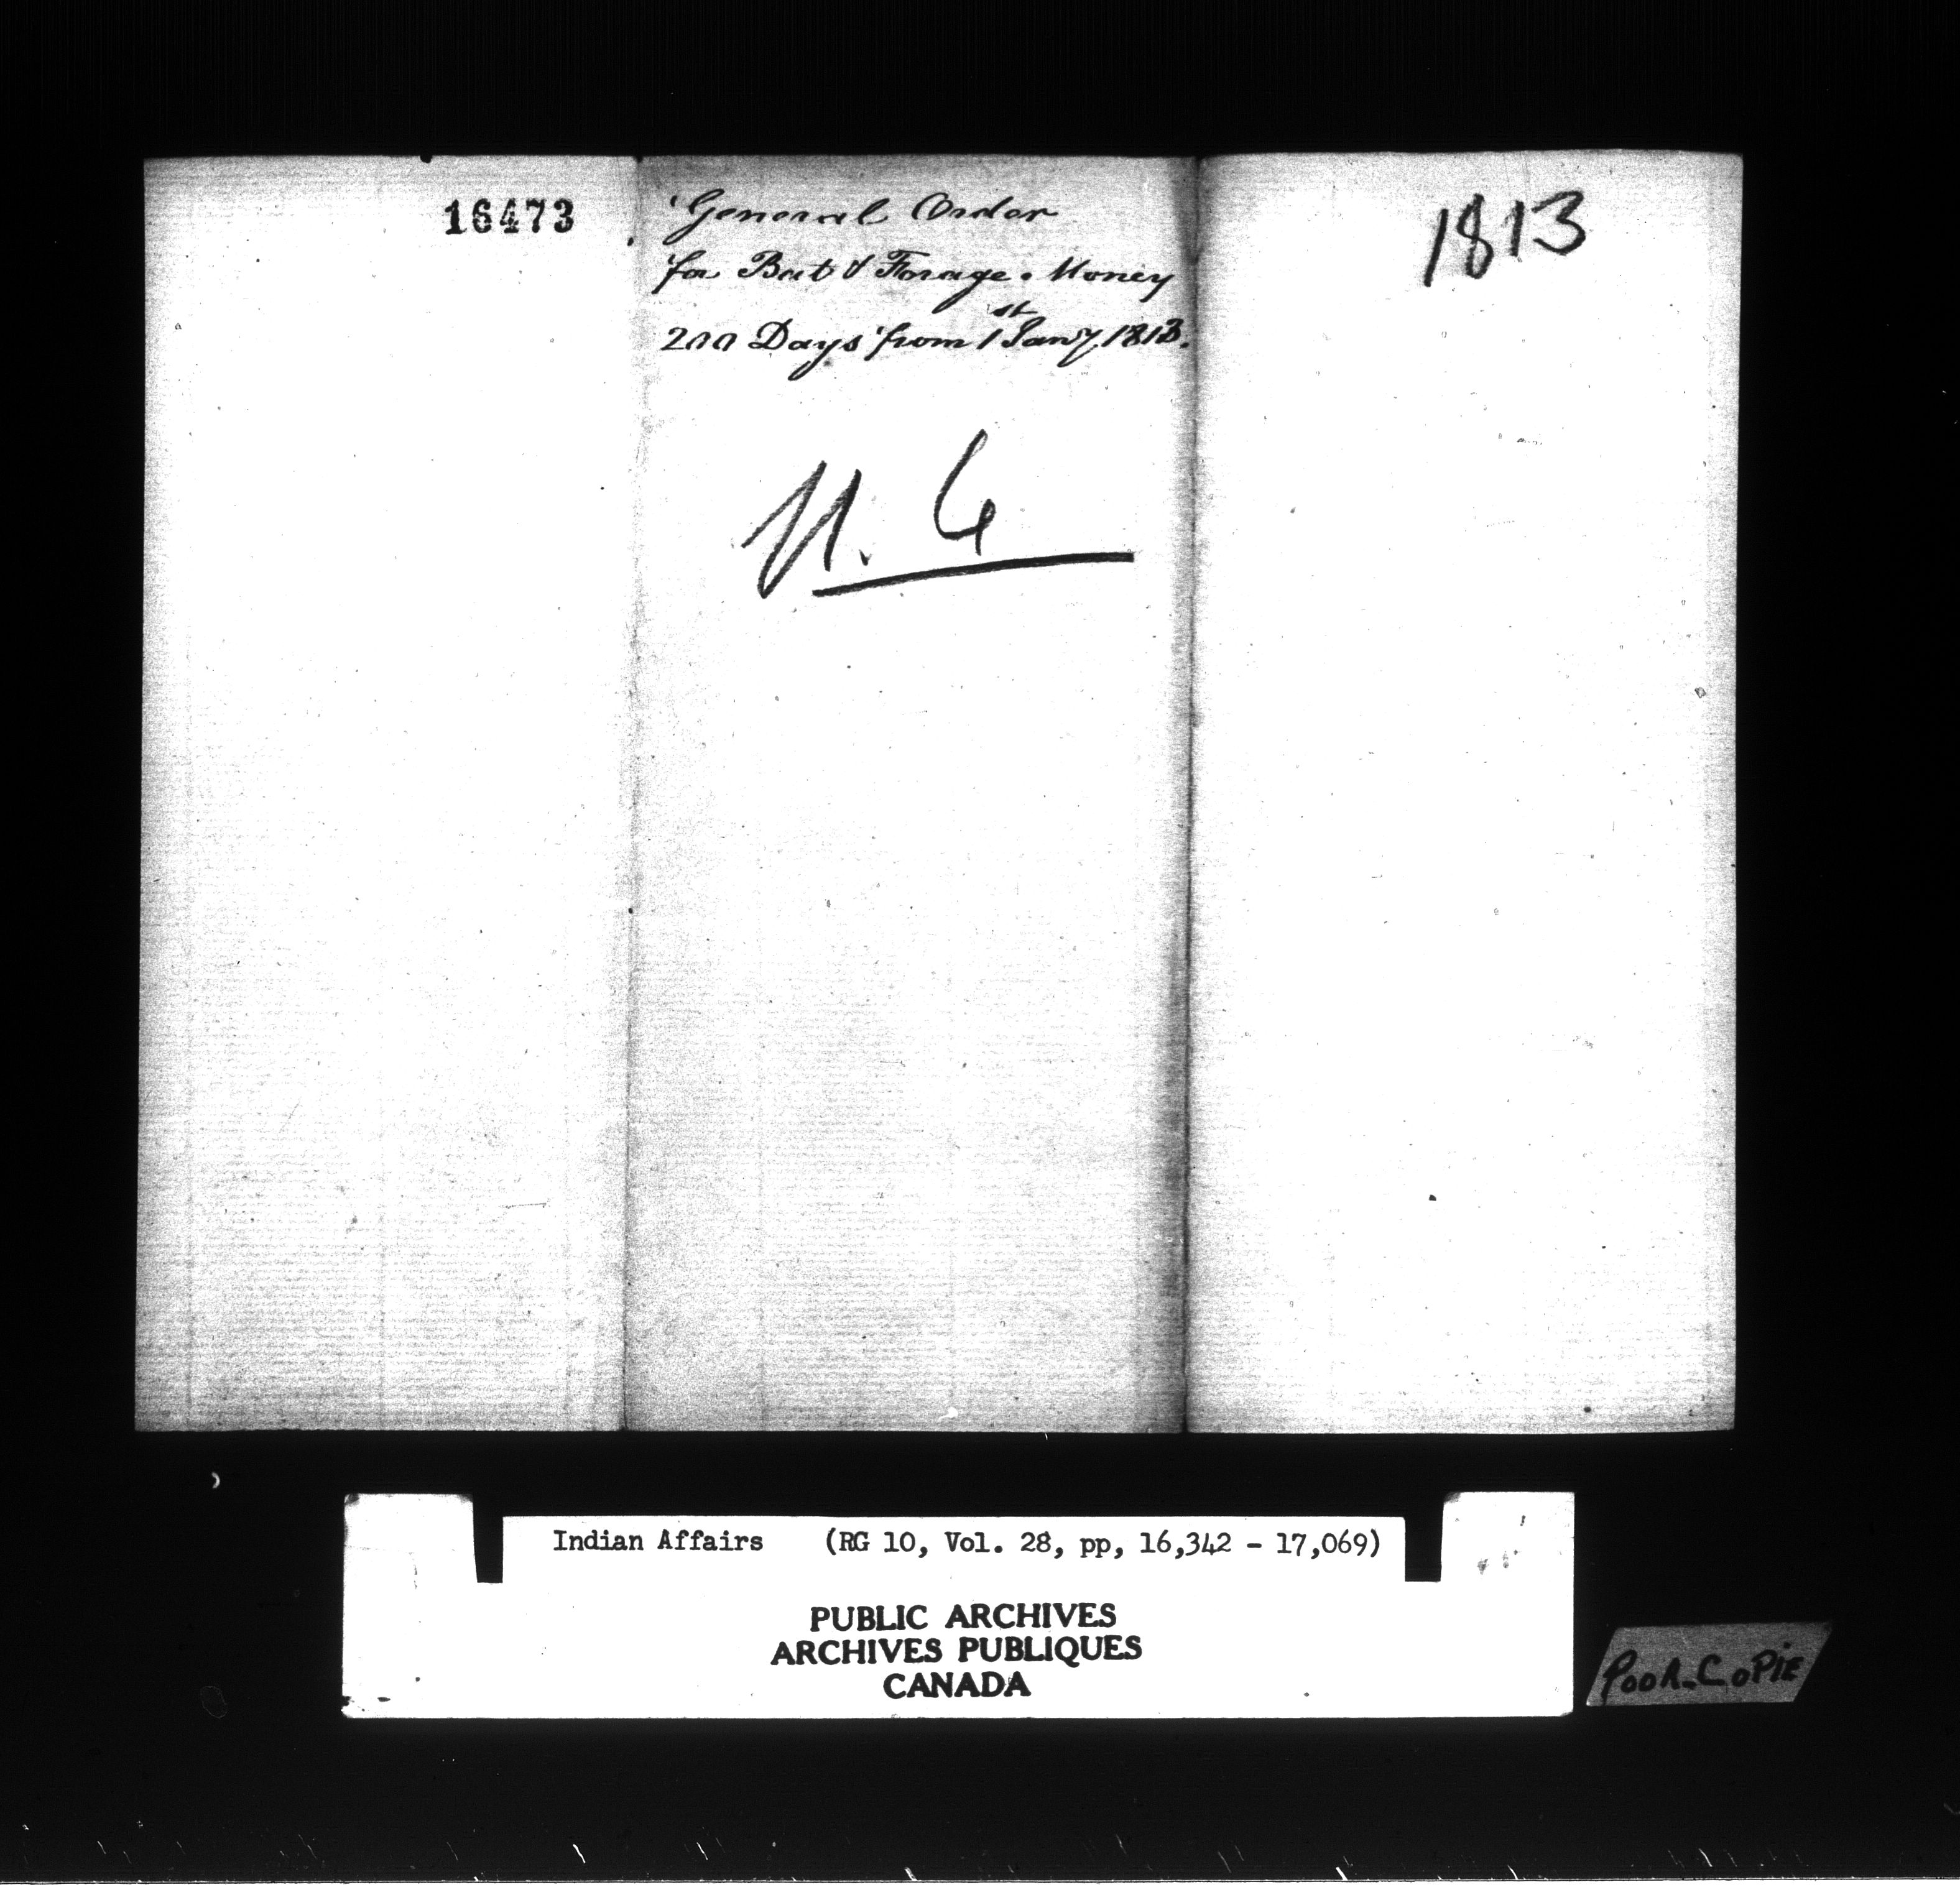 16473
General Order
for Bat & Forage Money
200 Days from 1st Jany 1813.
N. 6
1813
Indian Affairs (RG 10, Vol. 28, pp, 16,342 - 17,069)
PUBLIC ARCHIVES
ARCHIVES PUBLIQUES
CANADA
POOR COPIE